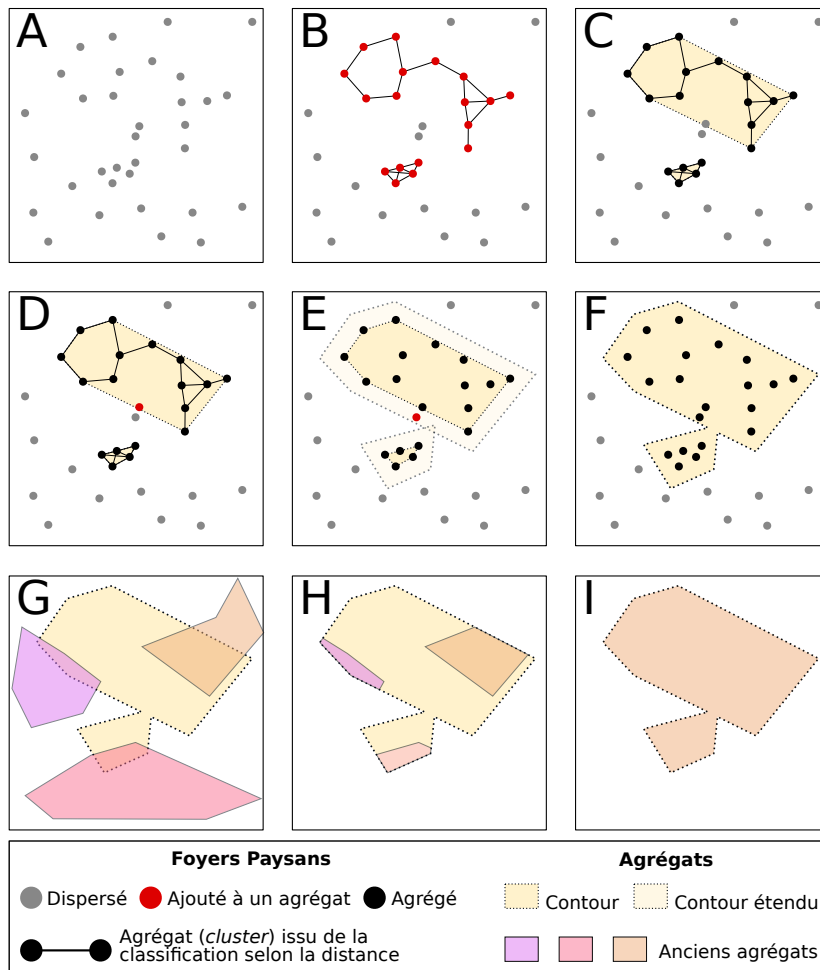 A
B
C
D
E
F
G
H
I
Foyers Paysans
Agrégats
Dispersé
Ajouté à un agrégat
Agrégé
Contour
Contour étendu
Agrégat (cluster) issu de la
classification selon la distance
Anciens agrégats